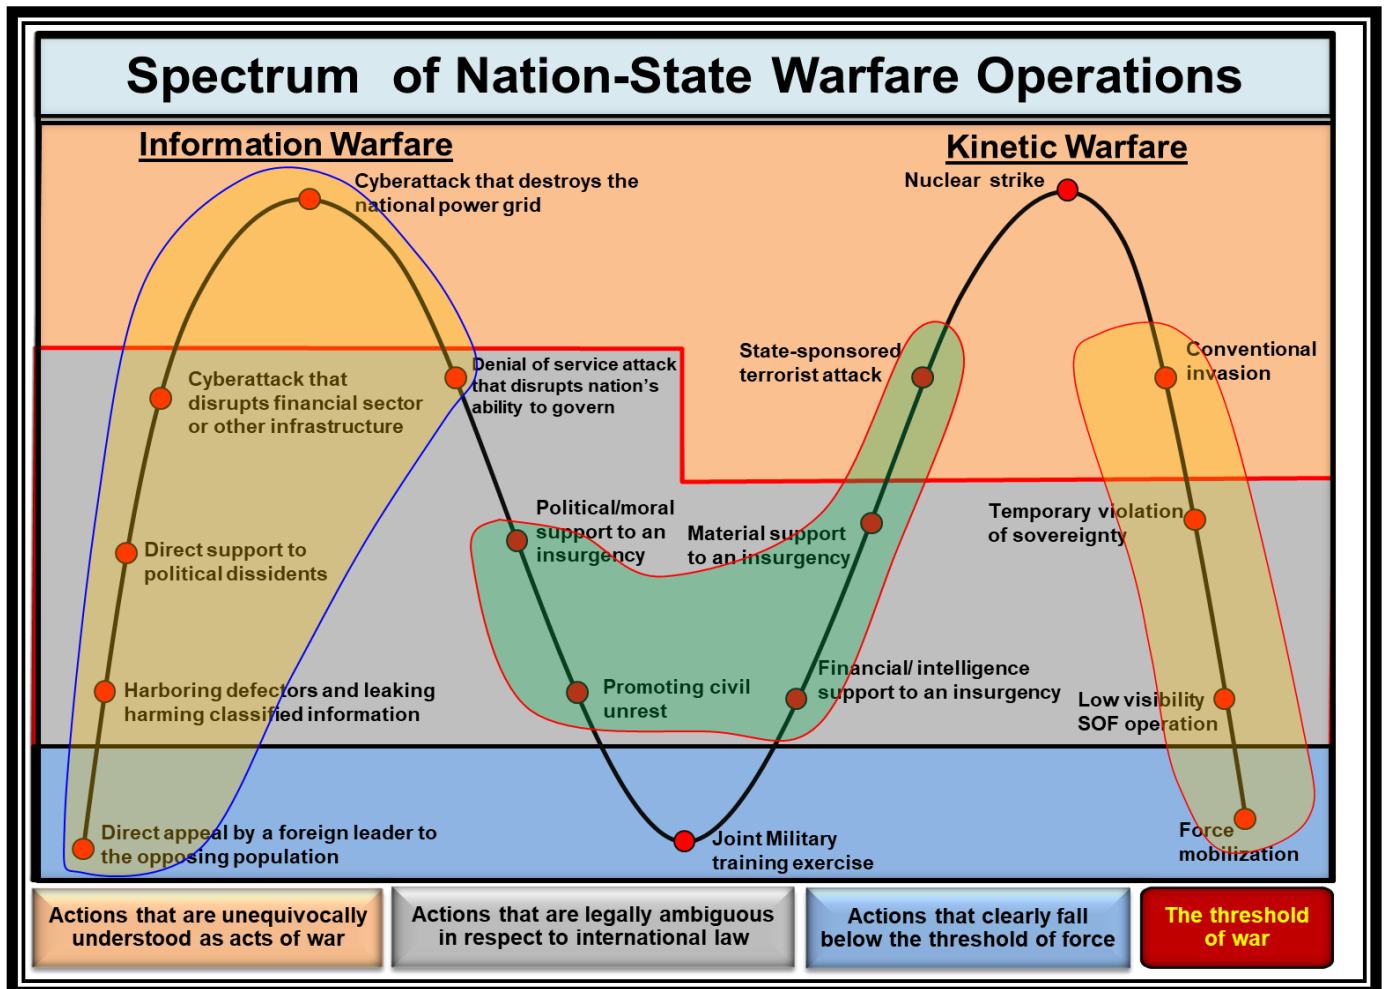 Spectrum of Nation-State Warfare Operations
Information Warfare
Kinetic Warfare
Cyberattack that destroys the
national power grid
Nuclear strike
Cyberattack that
disrupts financial sector
or other infrastructure
Denial of service attack
that disrupts nation's
ability to govern
State-sponsored
terrorist attack
Conventional
invasion
Direct support to
political dissidents
Political/moral
support to an
insurgency
Material support
to an insurgency
Temporary violation
of sovereignty
Harboring defectors and leaking
harming classified information
Promoting civil
unrest
Financial/ intelligence
support to an insurgency
Low visibility
SOF operation
Direct appeal by a foreign leader to
the opposing population
Joint Military
training exercise
Force
mobilization
Actions that are unequivocally
understood as acts of war
Actions that are legally ambiguous
in respect to international law
Actions that clearly fall
below the threshold of force
The threshold
of war